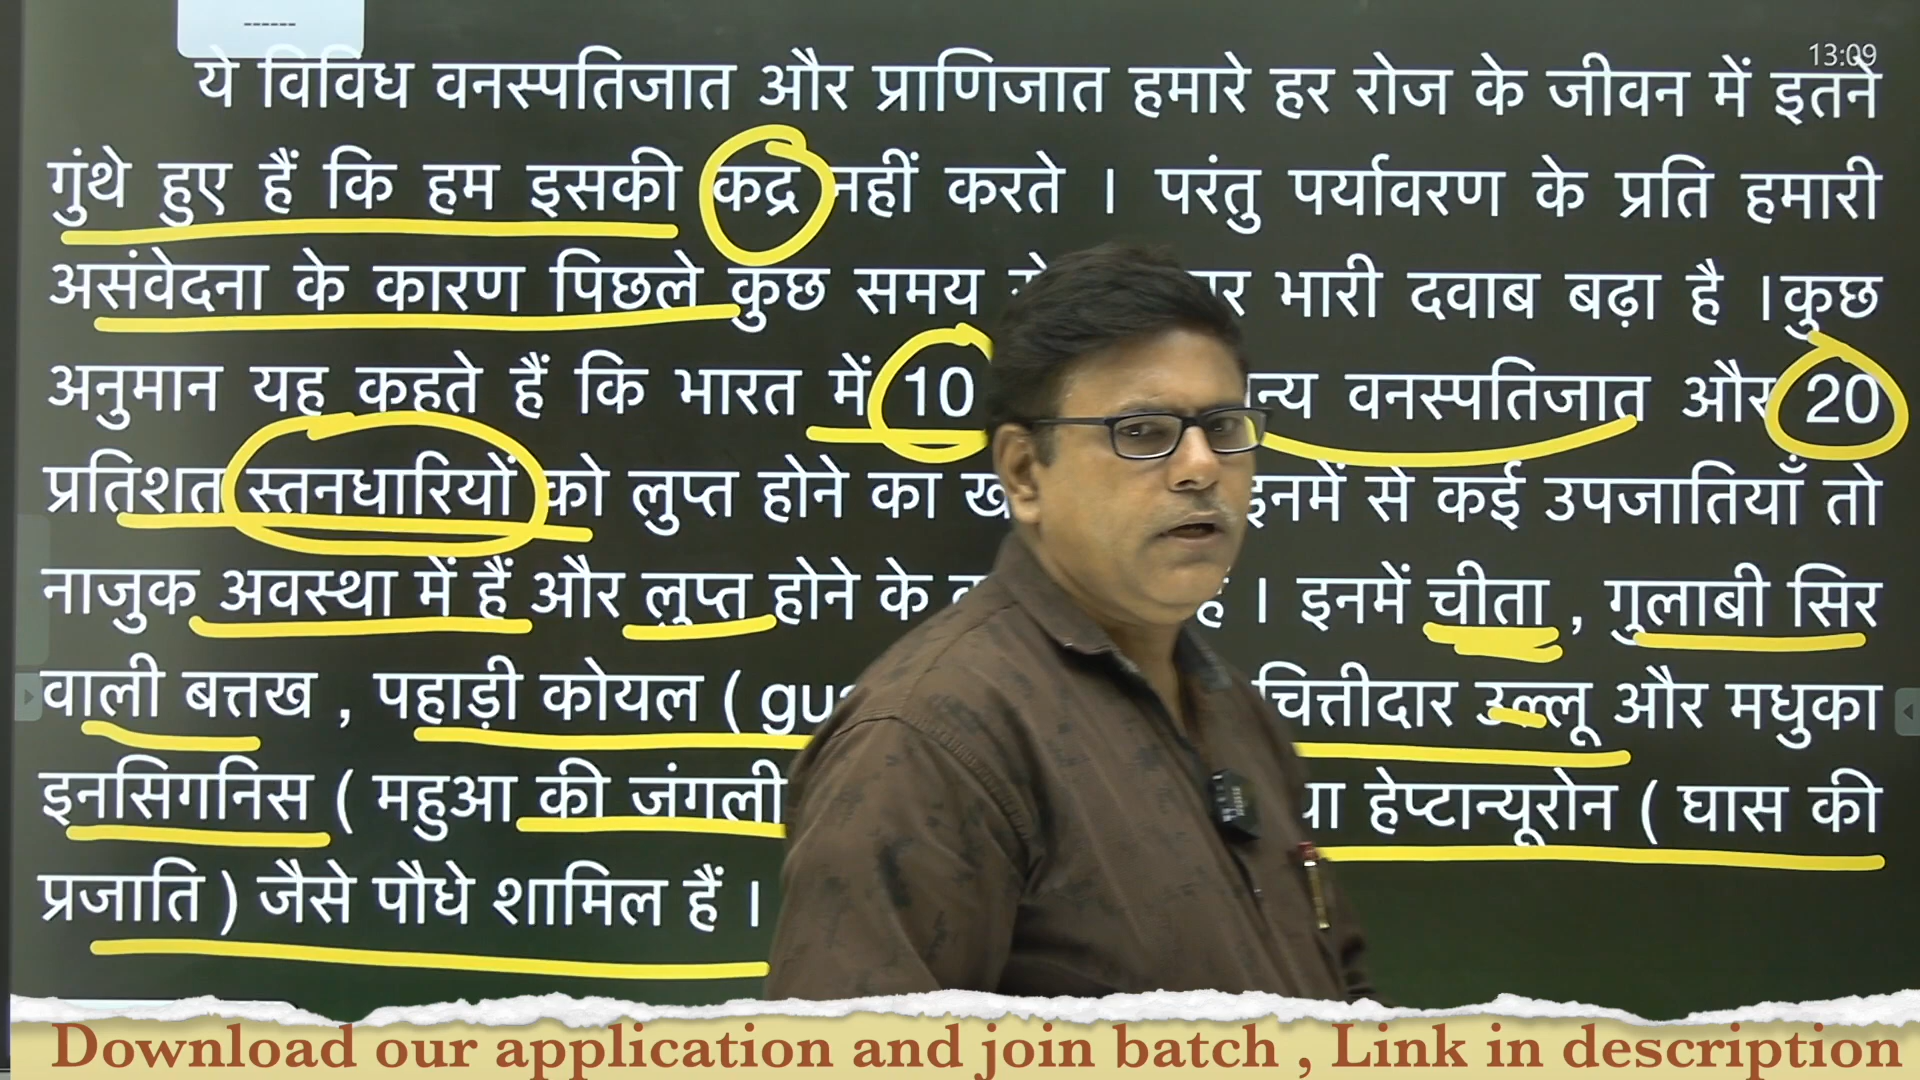 ------
13:09
ये विविध वनस्पतिजात और प्राणिजात हमारे हर रोज के जीवन में इतने
गुंथे हुए हैं कि हम इसकी कद्र नहीं करते । परंतु पर्यावरण के प्रति हमारी
असंवेदना के कारण पिछले कुछ समय भारी दवाब बढ़ा है ।कुछ
अनुमान यह कहते हैं कि भारत में 10 वनस्पतिजात और 20
प्रतिशत स्तनधारियों को लुप्त होने का इनमें से कई उपजातियाँ तो
नाजुक अवस्था में हैं और लुप्त होने के है । इनमें चीता , गुलाबी सिर
वाली बत्तख , पहाड़ी कोयल ( चित्तीदार उल्लू और मधुका
इनसिगनिस ( महुआ की जंगली हेप्टान्यूरोन ( घास की
प्रजाति ) जैसे पौधे शामिल हैं ।
Download our application and join batch , Link in description